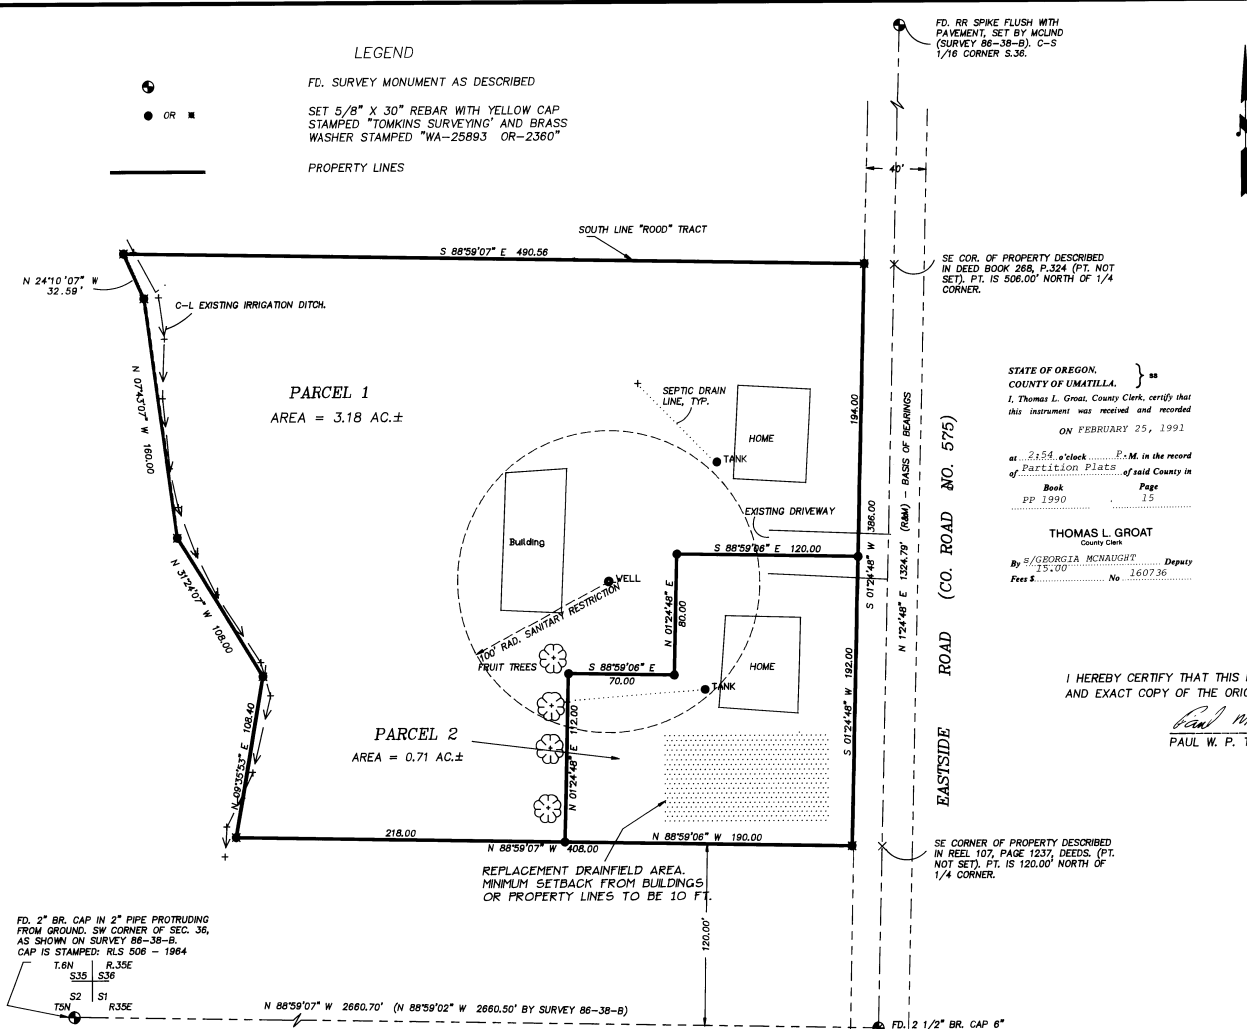 LEGEND
FD. SURVEY MONUMENT AS DESCRIBED
OR
SET 5/8" X 30" REBAR WITH YELLOW CAP
STAMPED "TOMKINS SURVEYING' AND BRASS
WASHER STAMPED "WA-25893 OR-2360"
PROPERTY LINES
FD. RR SPIKE FLUSH WITH
PAVEMENT, SET BY MCLIND
(SURVEY 86-38-B). C-S
1/16 CORNER S.36.
40'
SOUTH LINE "ROOD" TRACT
S 88°59'07" E 490.56
N 24°10'07" W
32.59'
C-L EXISTING IRRIGATION DITCH.
SE COR. OF PROPERTY DESCRIBED
IN DEED BOOK 268, P.324 (PT. NOT
SET). PT. IS 506.00' NORTH OF 1/4
CORNER.
N 07°43'07" W 160.00
PARCEL 1
AREA = 3.18 AC.±
SEPTIC DRAIN
LINE, TYP.
HOME
TANK
194.00
EXISTING DRIVEWAY
Building
S 88°59'06" E 120.00
WELL
100' RAD. SANITARY RESTRICTION
N 01°24'48" E
80.00
S 01°24'48" W 386.00
N 1°24'48" E 1324.79' (R&M) - BASIS OF BEARINGS
EASTSIDE ROAD (CO. ROAD NO. 575)
STATE OF OREGON,
COUNTY OF UMATILLA.
} ss
I, Thomas L. Groat, County Clerk, certify that
this instrument was received and recorded
ON FEBRUARY 25, 1991
at 2:54 o'clock P.M. in the record
of Partition Plats of said County in
Book Page
PP 1990 . 15
THOMAS L. GROAT
County Clerk
By s/GEORGIA MCNAUGHT Deputy
Fees $ 15.00 No 160736
N 31°24'07" W 108.00
FRUIT TREES
S 88°59'06" E
70.00
HOME
TANK
N 09°35'53" E 108.40
PARCEL 2
AREA = 0.71 AC.±
N 01°24'48" E 112.00
S 01°24'48" W 192.00
I HEREBY CERTIFY THAT THIS
AND EXACT COPY OF THE
PAUL W. P.
218.00
N 88°59'07" W 408.00
N 88°59'06" W 190.00
SE CORNER OF PROPERTY DESCRIBED
IN REEL 107, PAGE 1237, DEEDS. (PT.
NOT SET). PT. IS 120.00' NORTH OF
1/4 CORNER.
REPLACEMENT DRAINFIELD AREA.
MINIMUM SETBACK FROM BUILDINGS
OR PROPERTY LINES TO BE 10 FT.
120.00'
FD. 2" BR. CAP IN 2" PIPE PROTRUDING
FROM GROUND. SW CORNER OF SEC. 36,
AS SHOWN ON SURVEY 86-38-B.
CAP IS STAMPED: RLS 506 - 1964
T.6N R.35E
S35 S36
S2 S1
T5N R35E
N 88°59'07" W 2660.70' (N 88°59'02" W 2660.50' BY SURVEY 86-38-B)
FD. 2 1/2" BR. CAP 6"